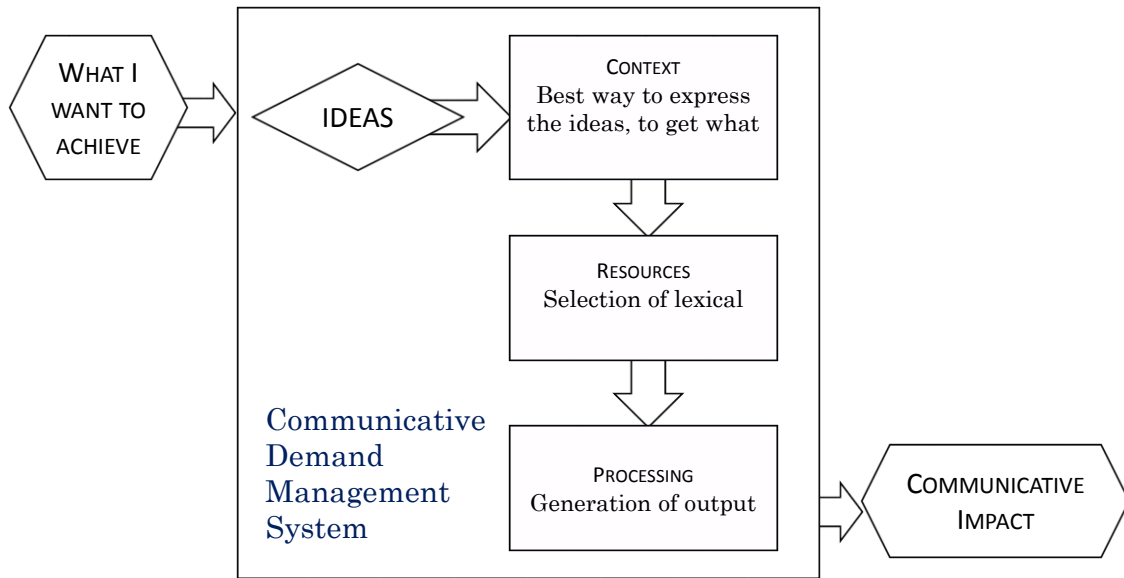 WHAT I
WANT TO
ACHIEVE
IDEAS
CONTEXT
Best way to express
the ideas, to get what
RESOURCES
Selection of lexical
PROCESSING
Generation of output
Communicative
Demand
Management
System
COMMUNICATIVE
IMPACT